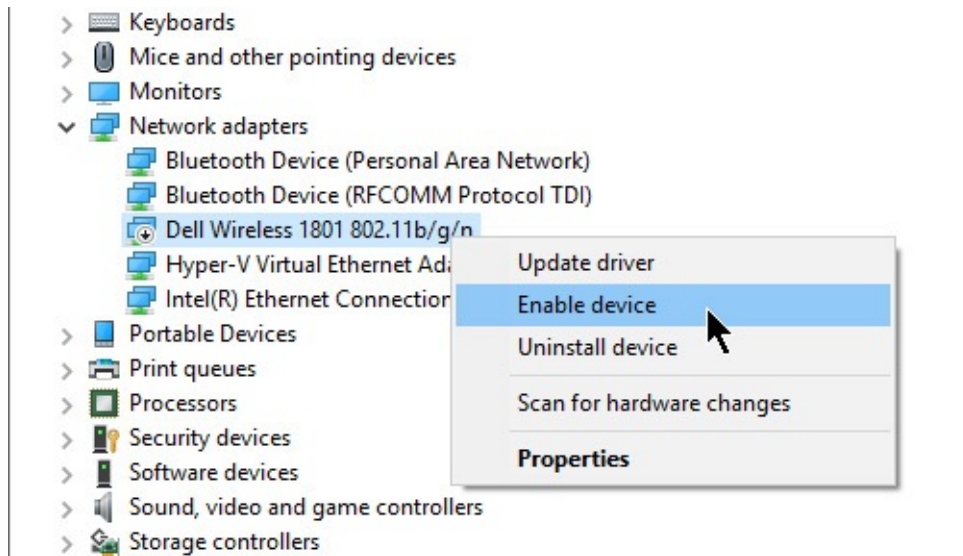 Keyboards
Mice and other pointing devices
Monitors
Network adapters
Bluetooth Device (Personal Area Network)
Bluetooth Device (RFCOMM Protocol TDI)
Dell Wireless 1801 802.11b/g/n
Hyper-V Virtual Ethernet Ada
Intel(R) Ethernet Connection
Portable Devices
Print queues
Processors
Security devices
Software devices
Sound, video and game controllers
Storage controllers
Update driver
Enable device
Uninstall device
Scan for hardware changes
Properties